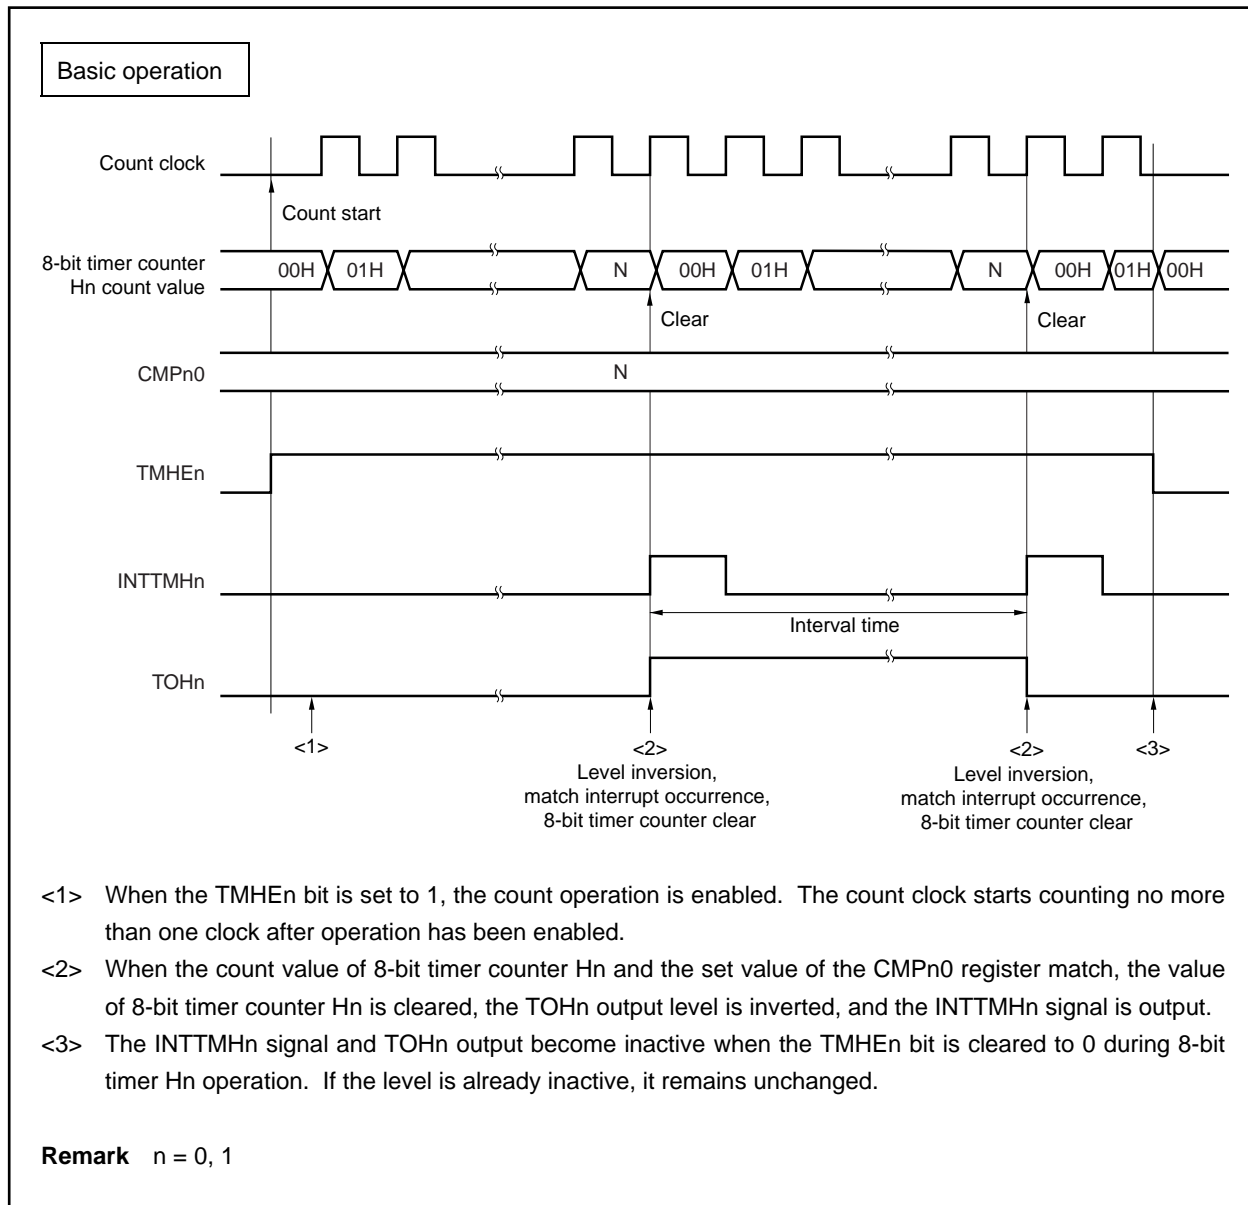 Basic operation
Count clock
Count start
8-bit timer counter
Hn count value
00H 01H N 00H 01H N 00H 01H 00H
Clear Clear
CMPn0 N
TMHEn
INTTMHn
Interval time
TOHn
<1> <2> <2> <3>
Level inversion,
match interrupt occurrence,
8-bit timer counter clear
Level inversion,
match interrupt occurrence,
8-bit timer counter clear
<1> When the TMHEn bit is set to 1, the count operation is enabled. The count clock starts counting no more
than one clock after operation has been enabled.
<2> When the count value of 8-bit timer counter Hn and the set value of the CMPn0 register match, the value
of 8-bit timer counter Hn is cleared, the TOHn output level is inverted, and the INTTMHn signal is output.
<3> The INTTMHn signal and TOHn output become inactive when the TMHEn bit is cleared to 0 during 8-bit
timer Hn operation. If the level is already inactive, it remains unchanged.
Remark n = 0, 1